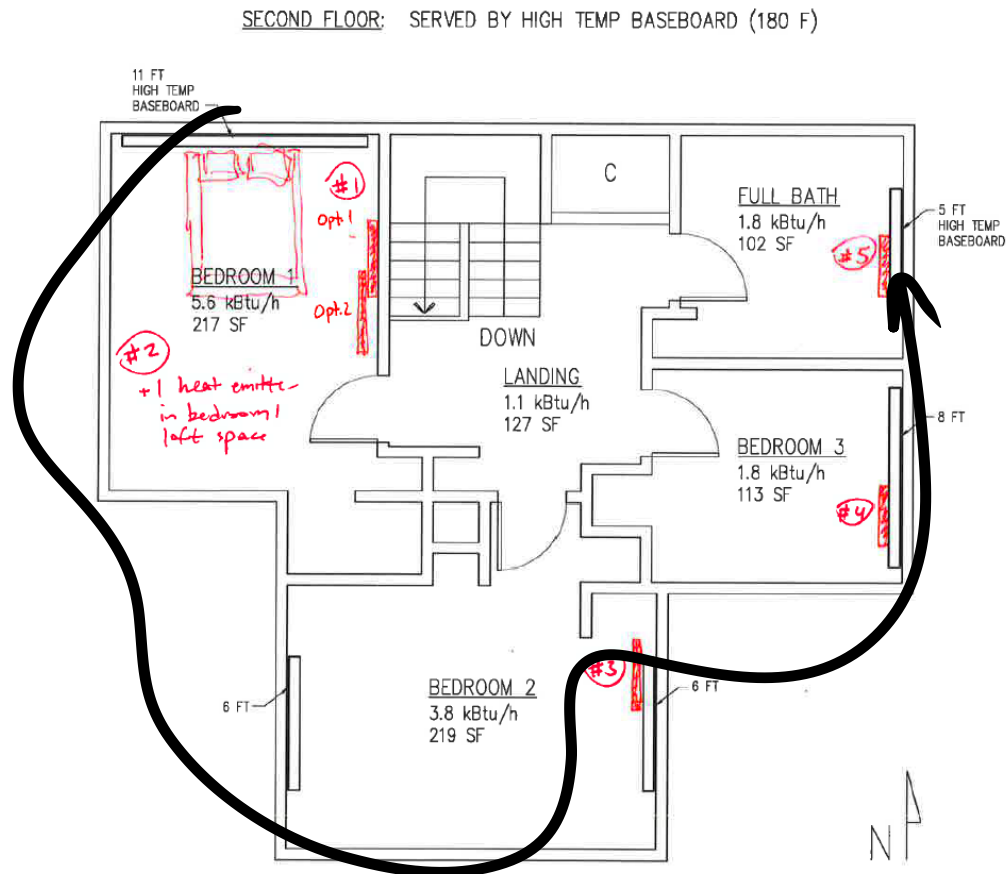 SECOND FLOOR: SERVED BY HIGH TEMP BASEBOARD (180 F)
11 FT
HIGH TEMP
BASEBOARD
#1
Opt.1
BEDROOM 1
5.6 kBtu/h
217 SF
Opt.2
#2
+1 heat emitte-
in bedroom 1
left space
C
DOWN
LANDING
1.1 kBtu/h
127 SF
FULL BATH
1.8 kBtu/h
102 SF
#5
5 FT
HIGH TEMP
BASEBOARD
BEDROOM 3
1.8 kBtu/h
113 SF
#4
8 FT
BEDROOM 2
3.8 kBtu/h
219 SF
#3
6 FT
6 FT
N